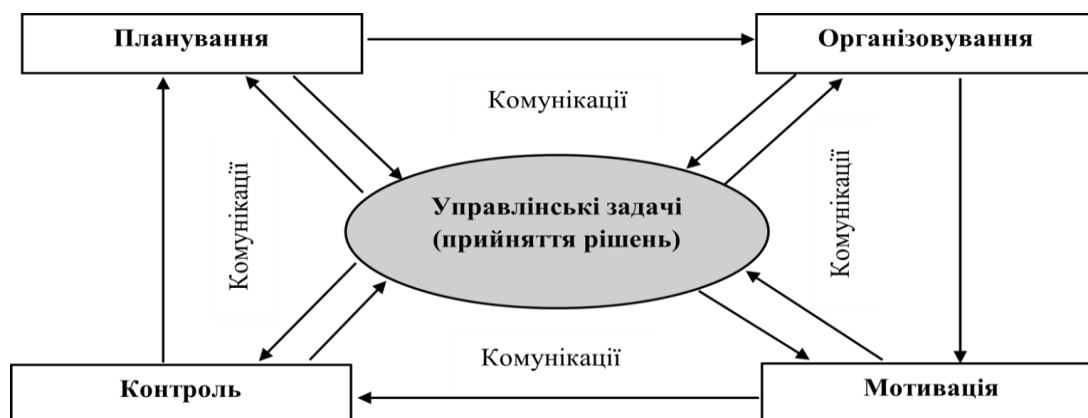 Планування
Організовування
Комунікації
Комунікації
Управлінські задачі
(прийняття рішень)
Комунікації
Комунікації
Контроль
Мотивація